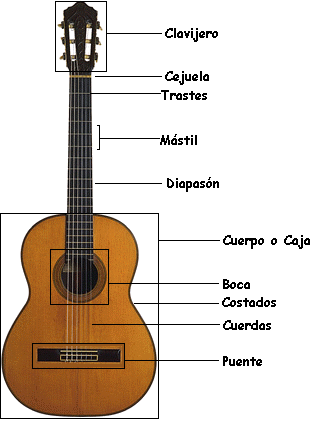 Clavijero
Cejuela
Trastes
Mástil
Diapasón
Cuerpo o Caja
Boca
Costados
Cuerdas
Puente